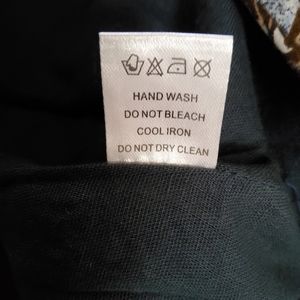 HAND WASH
DO NOT BLEACH
COOL IRON
DO NOT DRY CLEAN